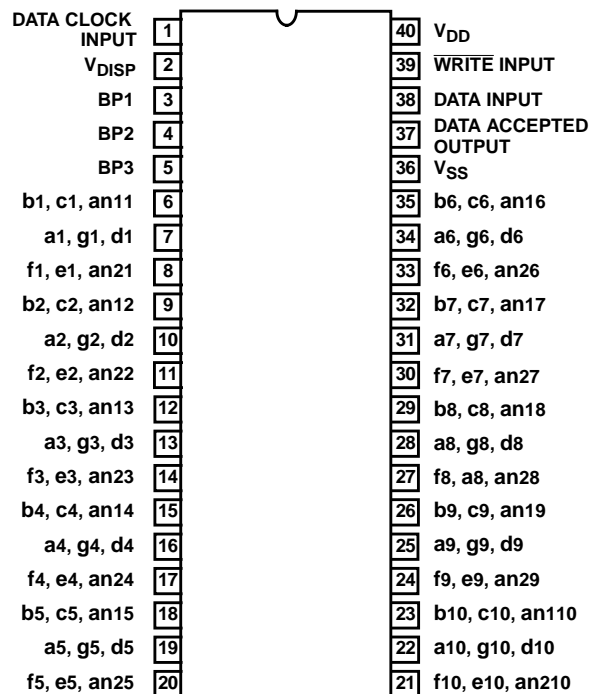 DATA CLOCK
INPUT 1
VDISP 2
BP1 3
BP2 4
BP3 5
b1, c1, an11 6
a1, g1, d1 7
f1, e1, an21 8
b2, c2, an12 9
a2, g2, d2 10
f2, e2, an22 11
b3, c3, an13 12
a3, g3, d3 13
f3, e3, an23 14
b4, c4, an14 15
a4, g4, d4 16
f4, e4, an24 17
b5, c5, an15 18
a5, g5, d5 19
f5, e5, an25 20
40 VDD
39 WRITE INPUT
38 DATA INPUT
37 DATA ACCEPTED
OUTPUT
36 VSS
35 b6, c6, an16
34 a6, g6, d6
33 f6, e6, an26
32 b7, c7, an17
31 a7, g7, d7
30 f7, e7, an27
29 b8, c8, an18
28 a8, g8, d8
27 f8, a8, an28
26 b9, c9, an19
25 a9, g9, d9
24 f9, e9, an29
23 b10, c10, an110
22 a10, g10, d10
21 f10, e10, an210